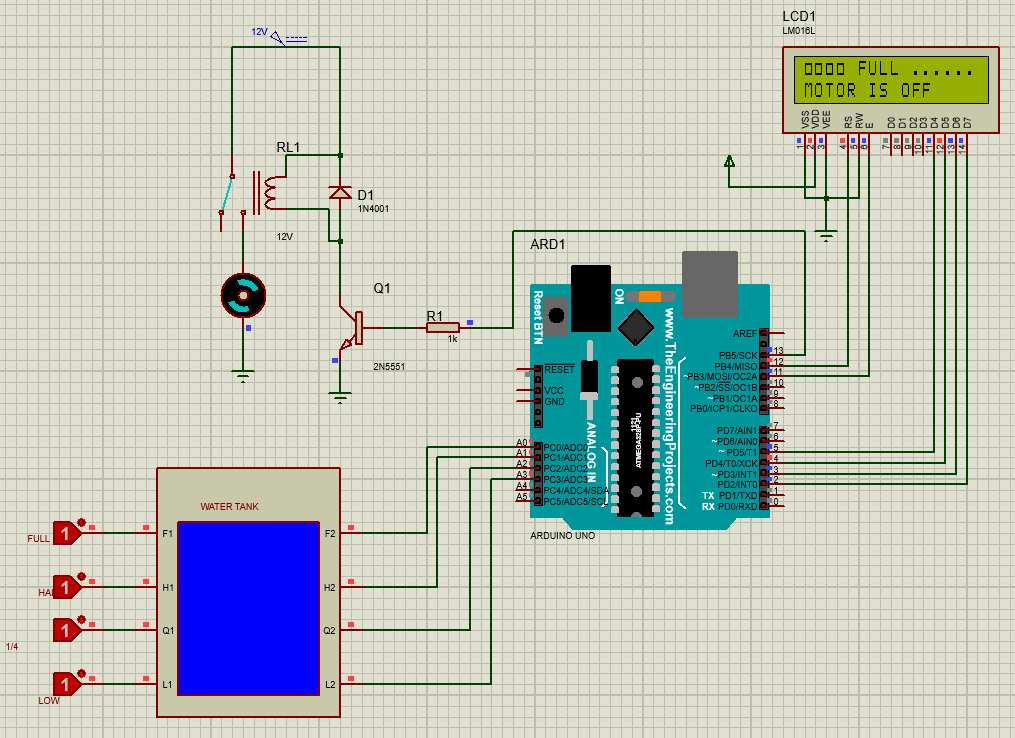 LCD1
LM016L
FULL ......
MOTOR IS OFF
VSS
VDD
VEE
RS
RW
E
D0
D1
D2
D3
D4
D5
D6
D7
1
2
3
4
5
6
7
8
9
10
11
12
13
14
12V
RL1
12V
D1
1N4001
Q1
2N5551
R1
1k
ARD1
Reset BTN
ON
www.TheEngineeringProjects.com
ANALOG IN
RESET
VCC
GND
A0 PC0/ADC0
A1 PC1/ADC1
A2 PC2/ADC2
A3 PC3/ADC3
A4 PC4/ADC4/SDA
A5 PC5/ADC5/SCL
AREF
PB5/SCK 13
PB4/MISO 12
~PB3/MOSI/OC2A 11
~PB2/SS/OC1B 10
~PB1/OC1A 9
PB0/ICP1/CLKO 8
PD7/AIN1 7
~PD6/AIN0 6
~PD5/T1 5
PD4/T0/XCK 4
~PD3/INT1 3
PD2/INT0 2
TX PD1/TXD 1
RX PD0/RXD 0
ARDUINO UNO
WATER TANK
FULL 1 F1 F2
1 H1 H2
1 Q1 Q2
1/4
1 L1 L2
LOW